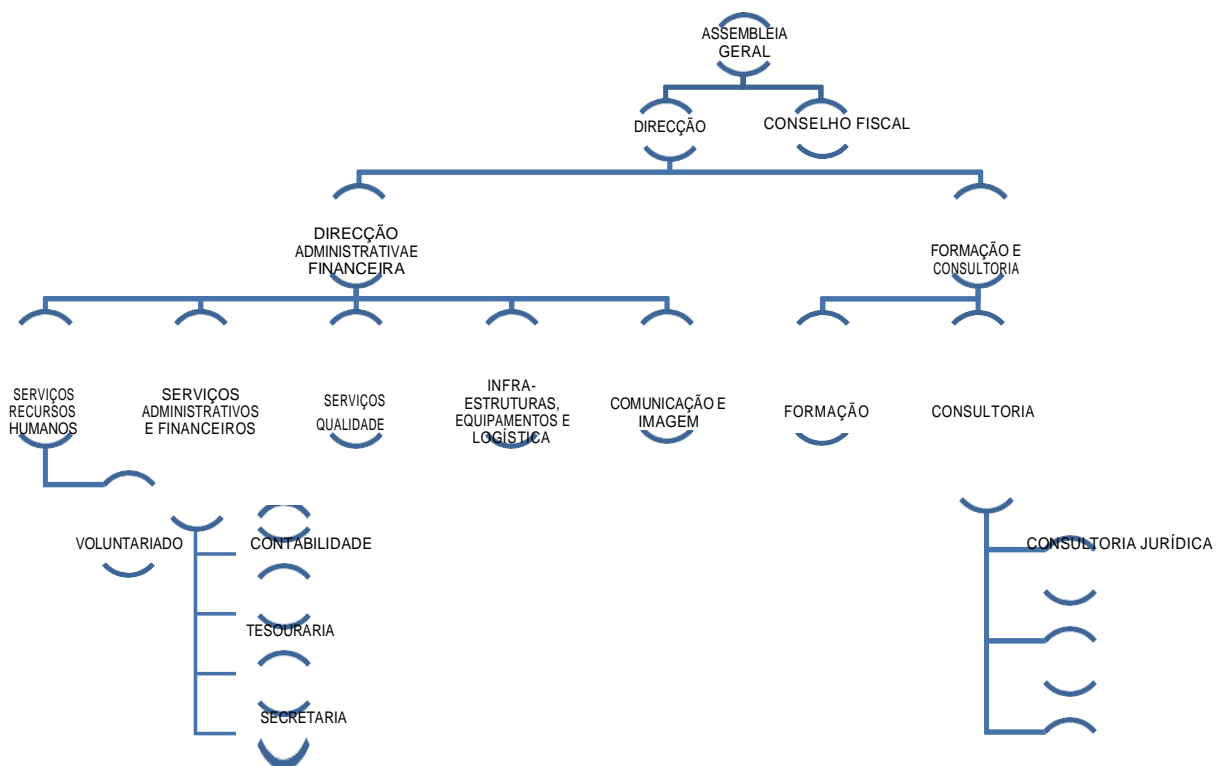 ASSEMBLEIA
GERAL
DIRECÇÃO
CONSELHO FISCAL
DIRECÇÃO
ADMINISTRATIVAE
FINANCEIRA
FORMAÇÃO E
CONSULTORIA
SERVIÇOS
RECURSOS
HUMANOS
SERVIÇOS
ADMINISTRATIVOS
E FINANCEIROS
SERVIÇOS
QUALIDADE
INFRA-
ESTRUTURAS,
EQUIPAMENTOS E
LOGÍSTICA
COMUNICAÇÃO E
IMAGEM
FORMAÇÃO
CONSULTORIA
VOLUNTARIADO
CONTABILIDADE
TESOURARIA
SECRETARIA
CONSULTORIA JURÍDICA